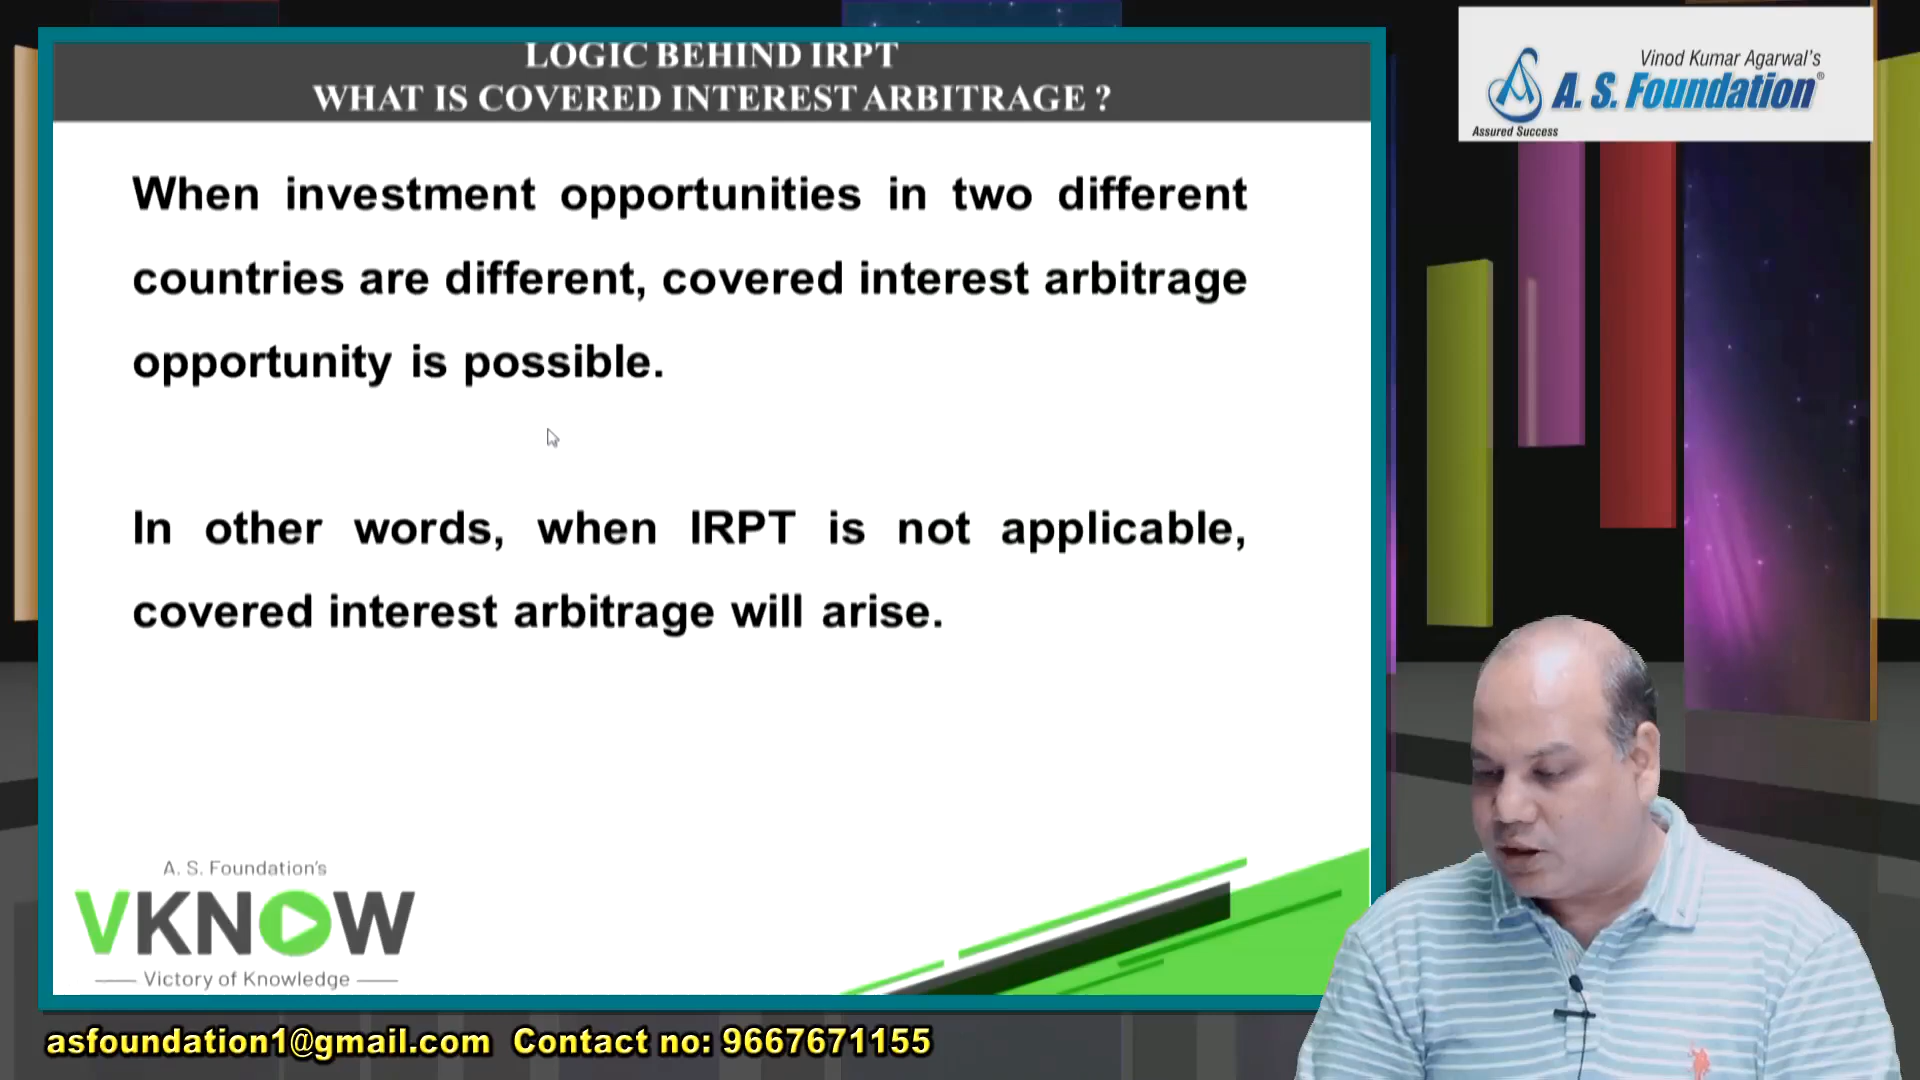 LOGIC BEHIND IRPT
WHAT IS COVERED INTEREST ARBITRAGE ?
When investment opportunities in two different
countries are different, covered interest arbitrage
opportunity is possible.
In other words, when IRPT is not applicable,
covered interest arbitrage will arise.
A. S. Foundation's
VKNOW
Victory of Knowledge
asfoundation1@gmail.com Contact no: 9667671155
Vinod Kumar Agarwal's
A. S. Foundation®
Assured Success